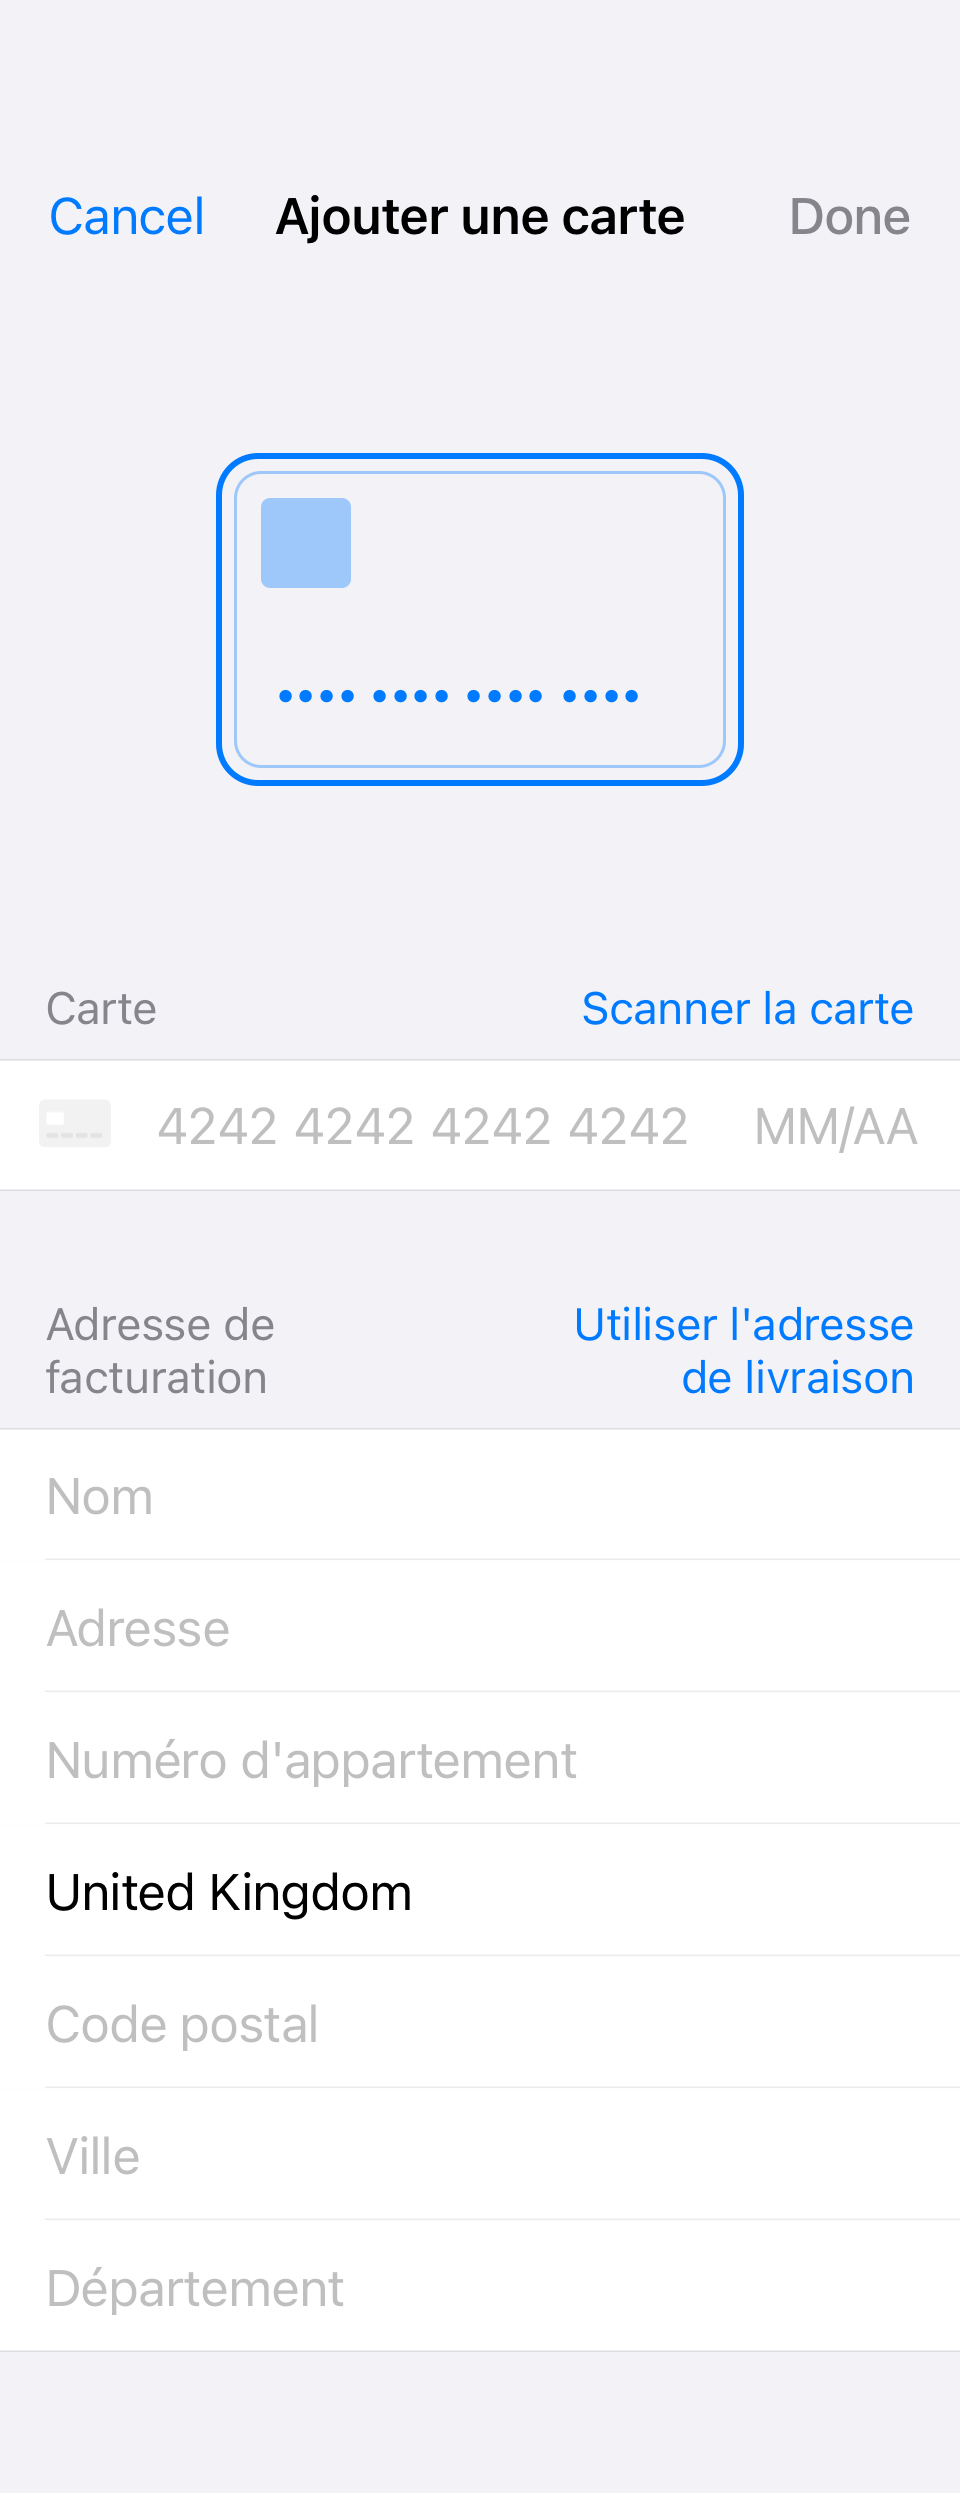 Cancel Ajouter une carte Done
Carte Scanner la carte
4242 4242 4242 4242 MM/AA
Adresse de facturation
Utiliser l'adresse de livraison
Nom
Adresse
Numéro d'appartement
United Kingdom
Code postal
Ville
Département